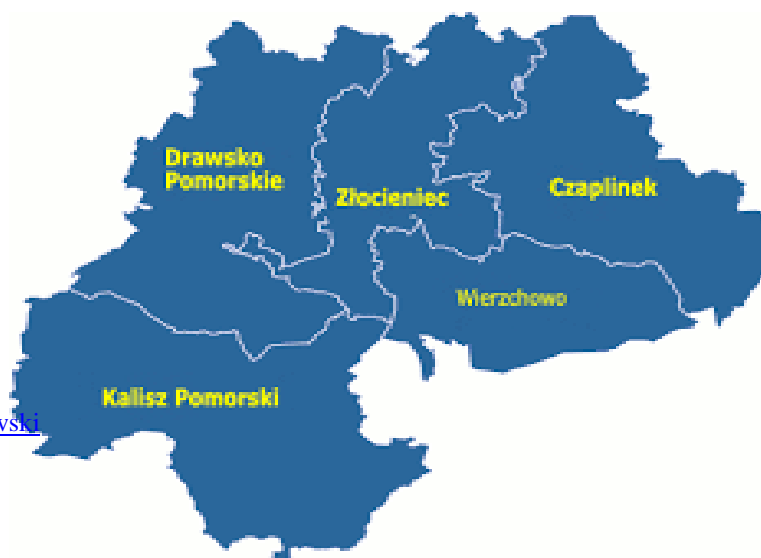 Drawsko
Pomorskie
Złocieniec
Czaplinek
Wierzchowo
Kalisz Pomorski
wski